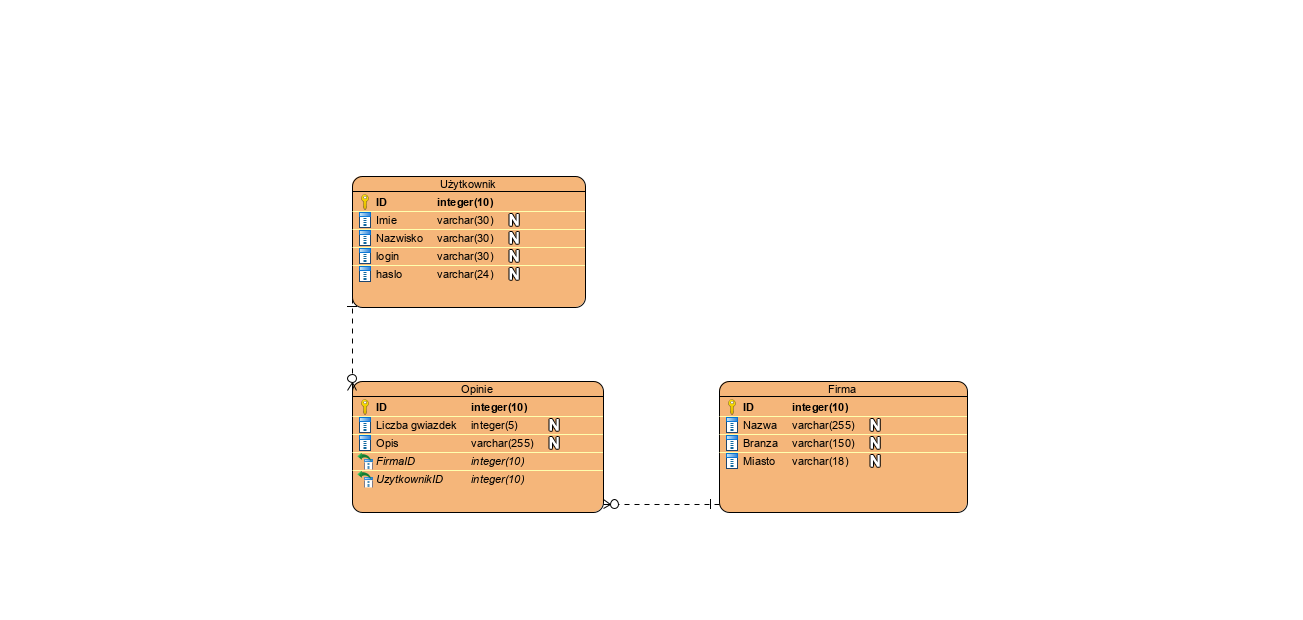 Użytkownik
ID integer(10)
Imie varchar(30) N
Nazwisko varchar(30) N
login varchar(30) N
haslo varchar(24) N
Opinie
ID integer(10)
Liczba gwiazdek integer(5) N
Opis varchar(255) N
FirmaID integer(10)
UzytkownikID integer(10)
Firma
ID integer(10)
Nazwa varchar(255) N
Branza varchar(150) N
Miasto varchar(18) N